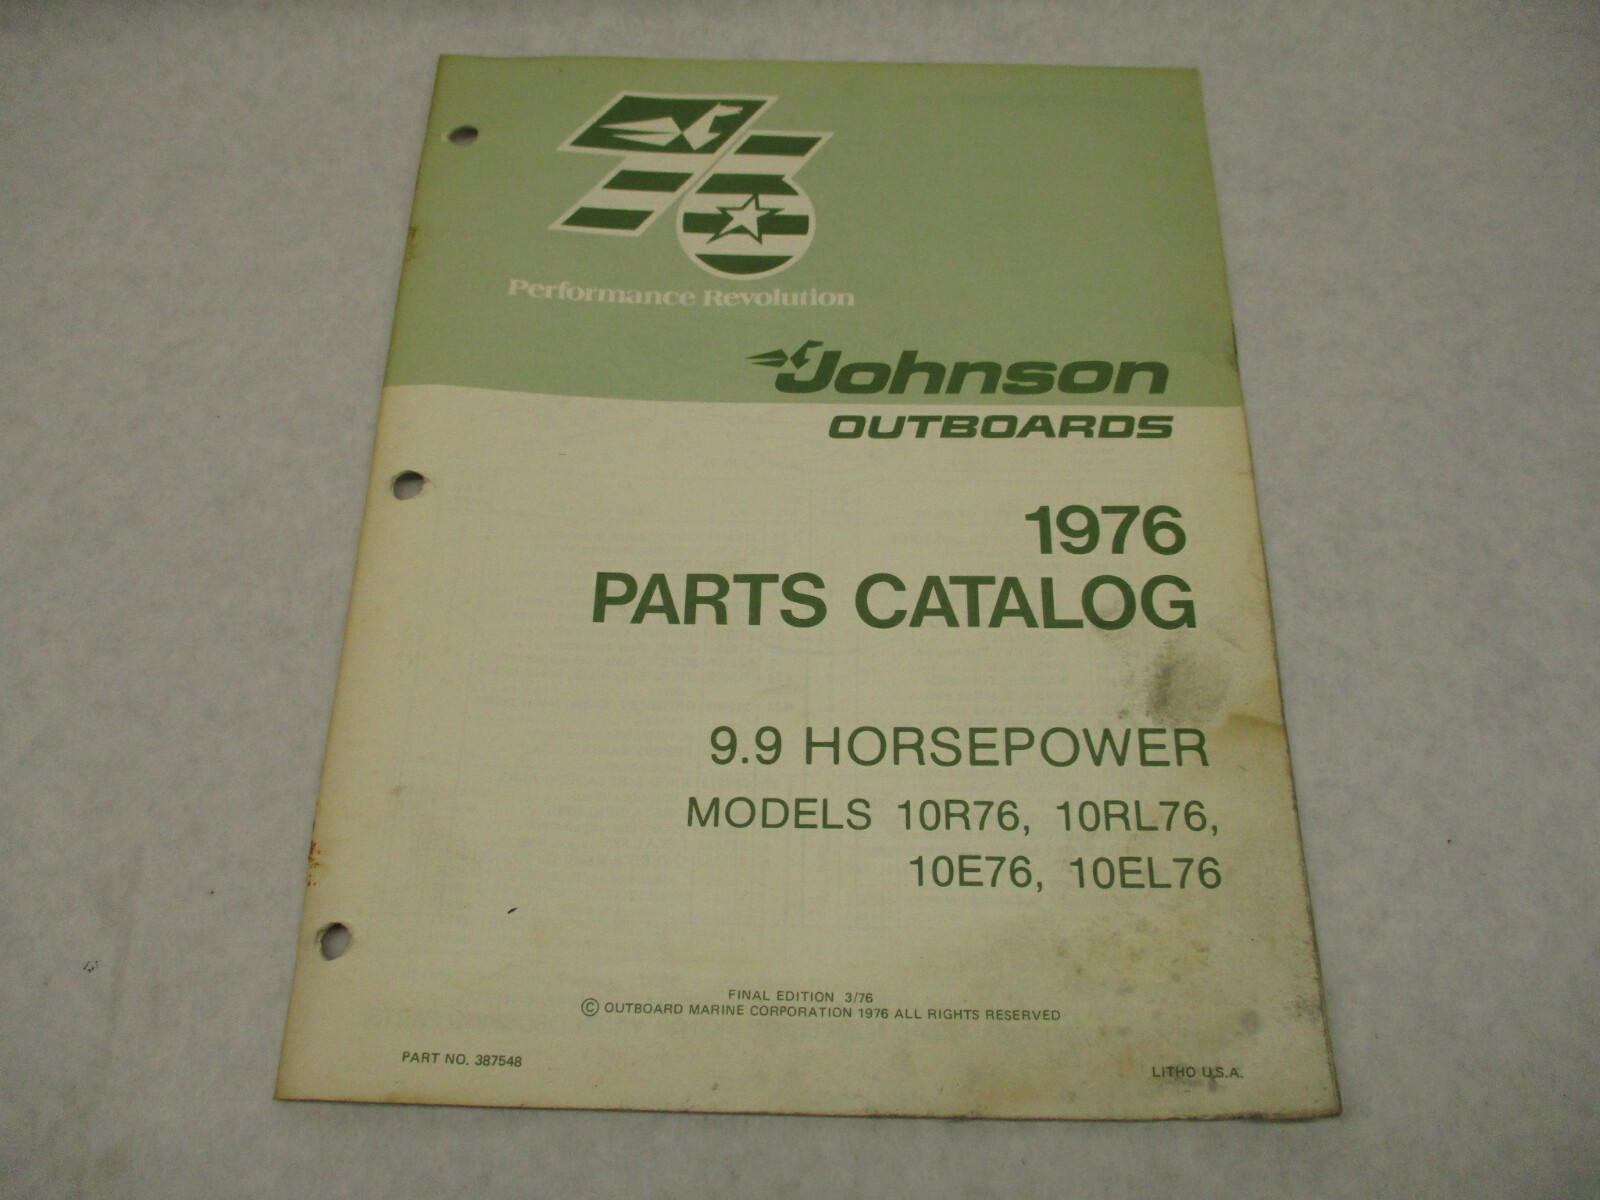 76
Performance Revolution
Johnson
OUTBOARDS
1976
PARTS CATALOG
9.9 HORSEPOWER
MODELS 10R76, 10RL76,
10E76, 10EL76
FINAL EDITION 3/76
© OUTBOARD MARINE CORPORATION 1976 ALL RIGHTS RESERVED
PART NO. 387548
LITHO U.S.A.